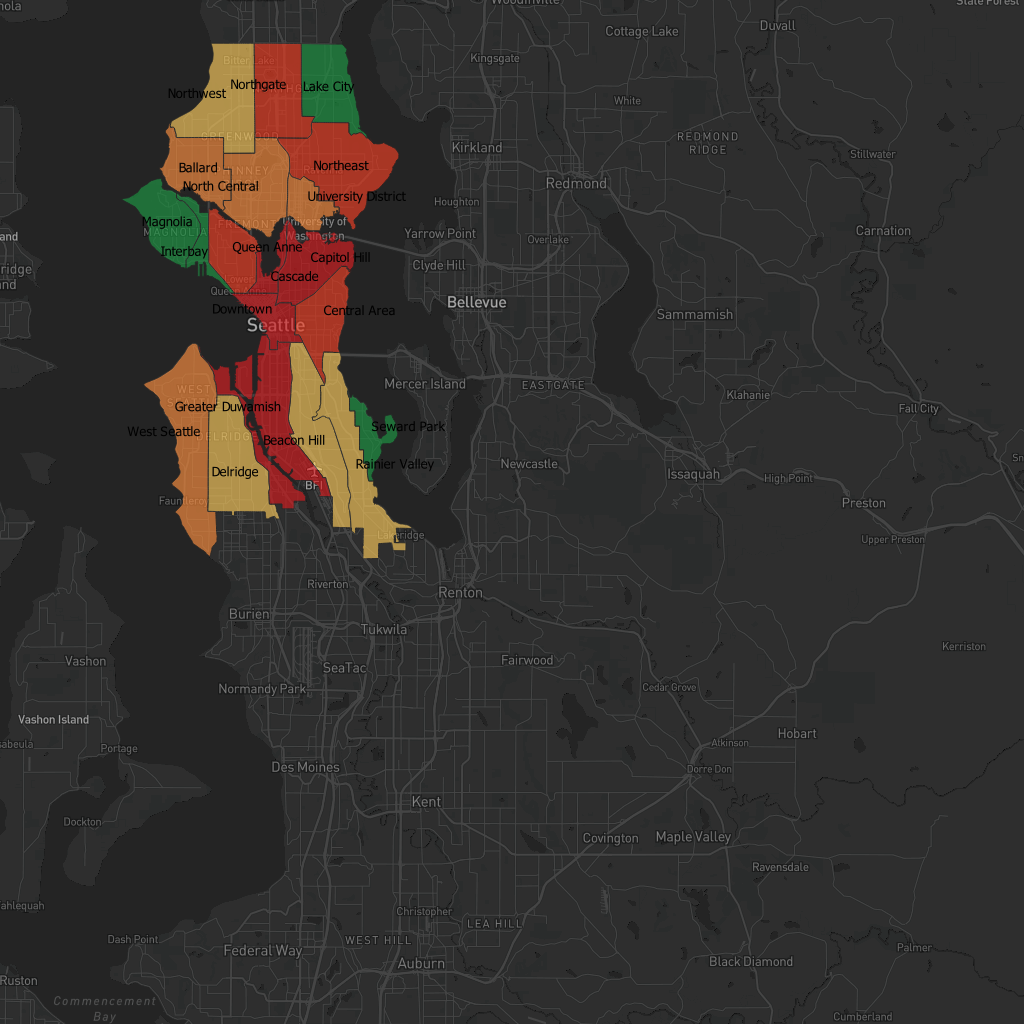 Woodinville
State Forest
Duvall
Cottage Lake
Kingsgate
Bitter Lake
Northgate
Lake City
Northwest
White
GREENWOOD
REDMOND
RIDGE
Kirkland
Stillwater
Ballard
Northeast
Redmond
North Central
University District
Houghton
Magnolia
MAGNOLIA
FREMONT
University of
Washington
Yarrow Point
Overlake
Carnation
Queen Anne
Interbay
Capitol Hill
Clyde Hill
Cascade
Lower
Queen Anne
Bellevue
Downtown
Central Area
Sammamish
Seattle
Mercer Island
EASTGATE
WEST
Klahanie
Greater Duwamish
Fall City
West Seattle
Beacon Hill
Seward Park
Delridge
Rainier Valley
Newcastle
Issaquah
High Point
BFI
Fauntleroy
Preston
Lakeridge
Upper Preston
Riverton
Renton
Burien
Tukwila
Kerriston
Vashon
SeaTac
Fairwood
Normandy Park
Cedar Grove
Vashon Island
Hobart
Portage
Atkinson
Des Moines
Dorre Don
Kent
Dockton
Covington
Maple Valley
Ravensdale
Christopher
LEA HILL
Dash Point
WEST HILL
Federal Way
Palmer
Auburn
Black Diamond
Ruston
Commencement
Bay
Cumberland